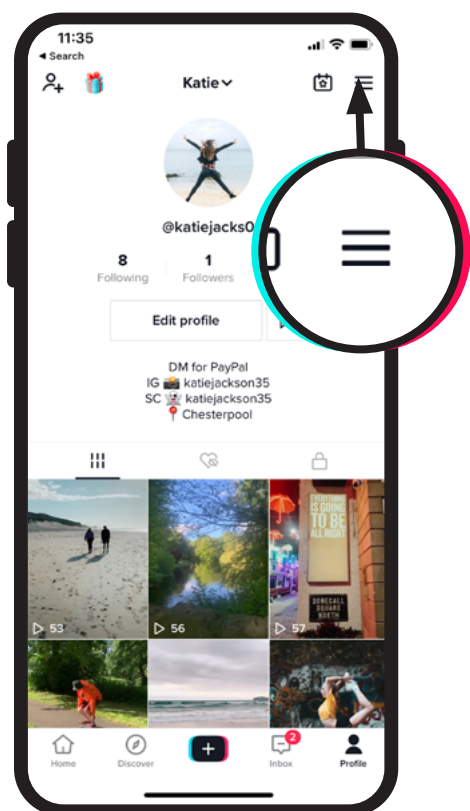 11:35
Search
Katie
@katiejacks
8
1
Following
Followers
Edit profile
DM for PayPal
IG 📸 katiejackson35
SC 👻 katiejackson35
📍 Chesterpool
EVERYTHING
IS GOING
TO BE
ALL RIGHT
DONEGALL
SQUARE
NORTH
53
56
57
2
Home
Discover
Inbox
Profile